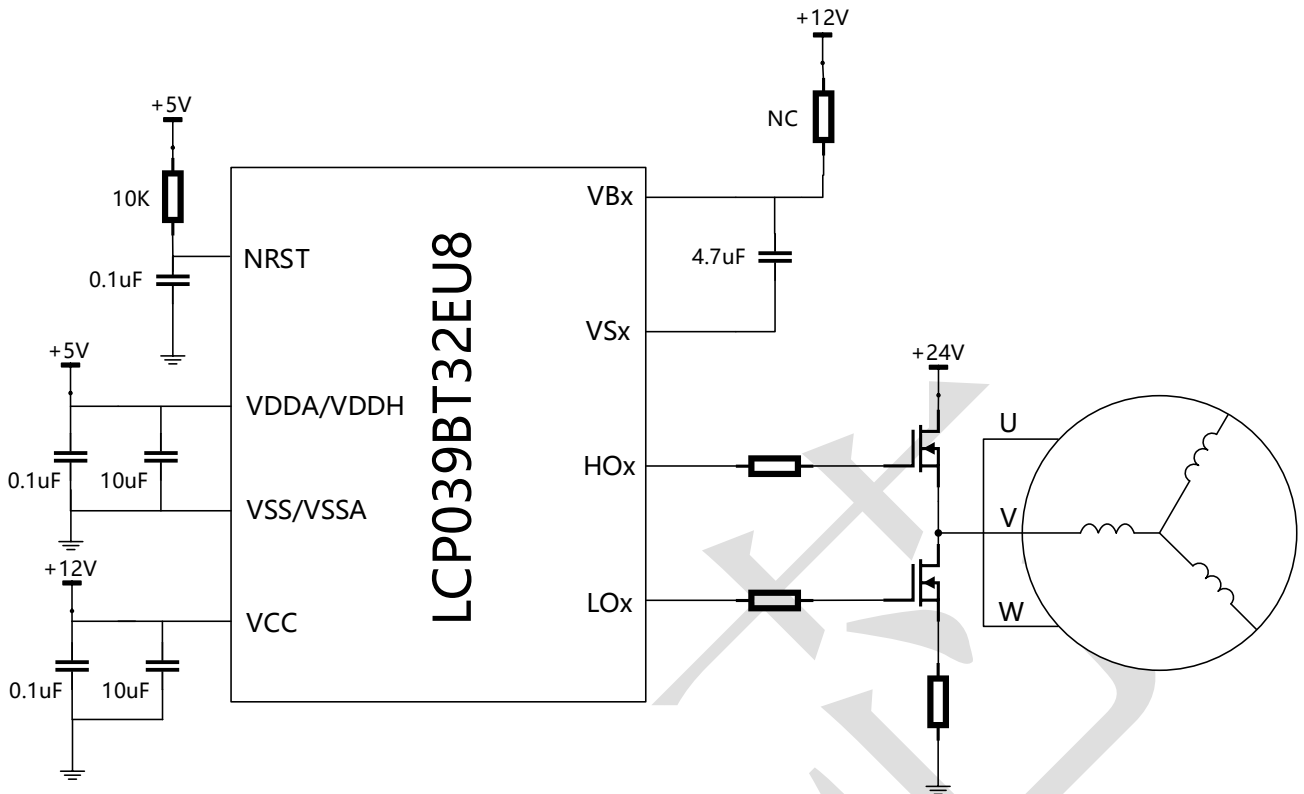 +12V
NC
+5V
10K
0.1uF
NRST
VBx
4.7uF
VSx
+5V
VDDA/VDDH
0.1uF
10uF
VSS/VSSA
+12V
VCC
0.1uF
10uF
LCP039BT32EU8
HOx
LOx
+24V
U
V
W